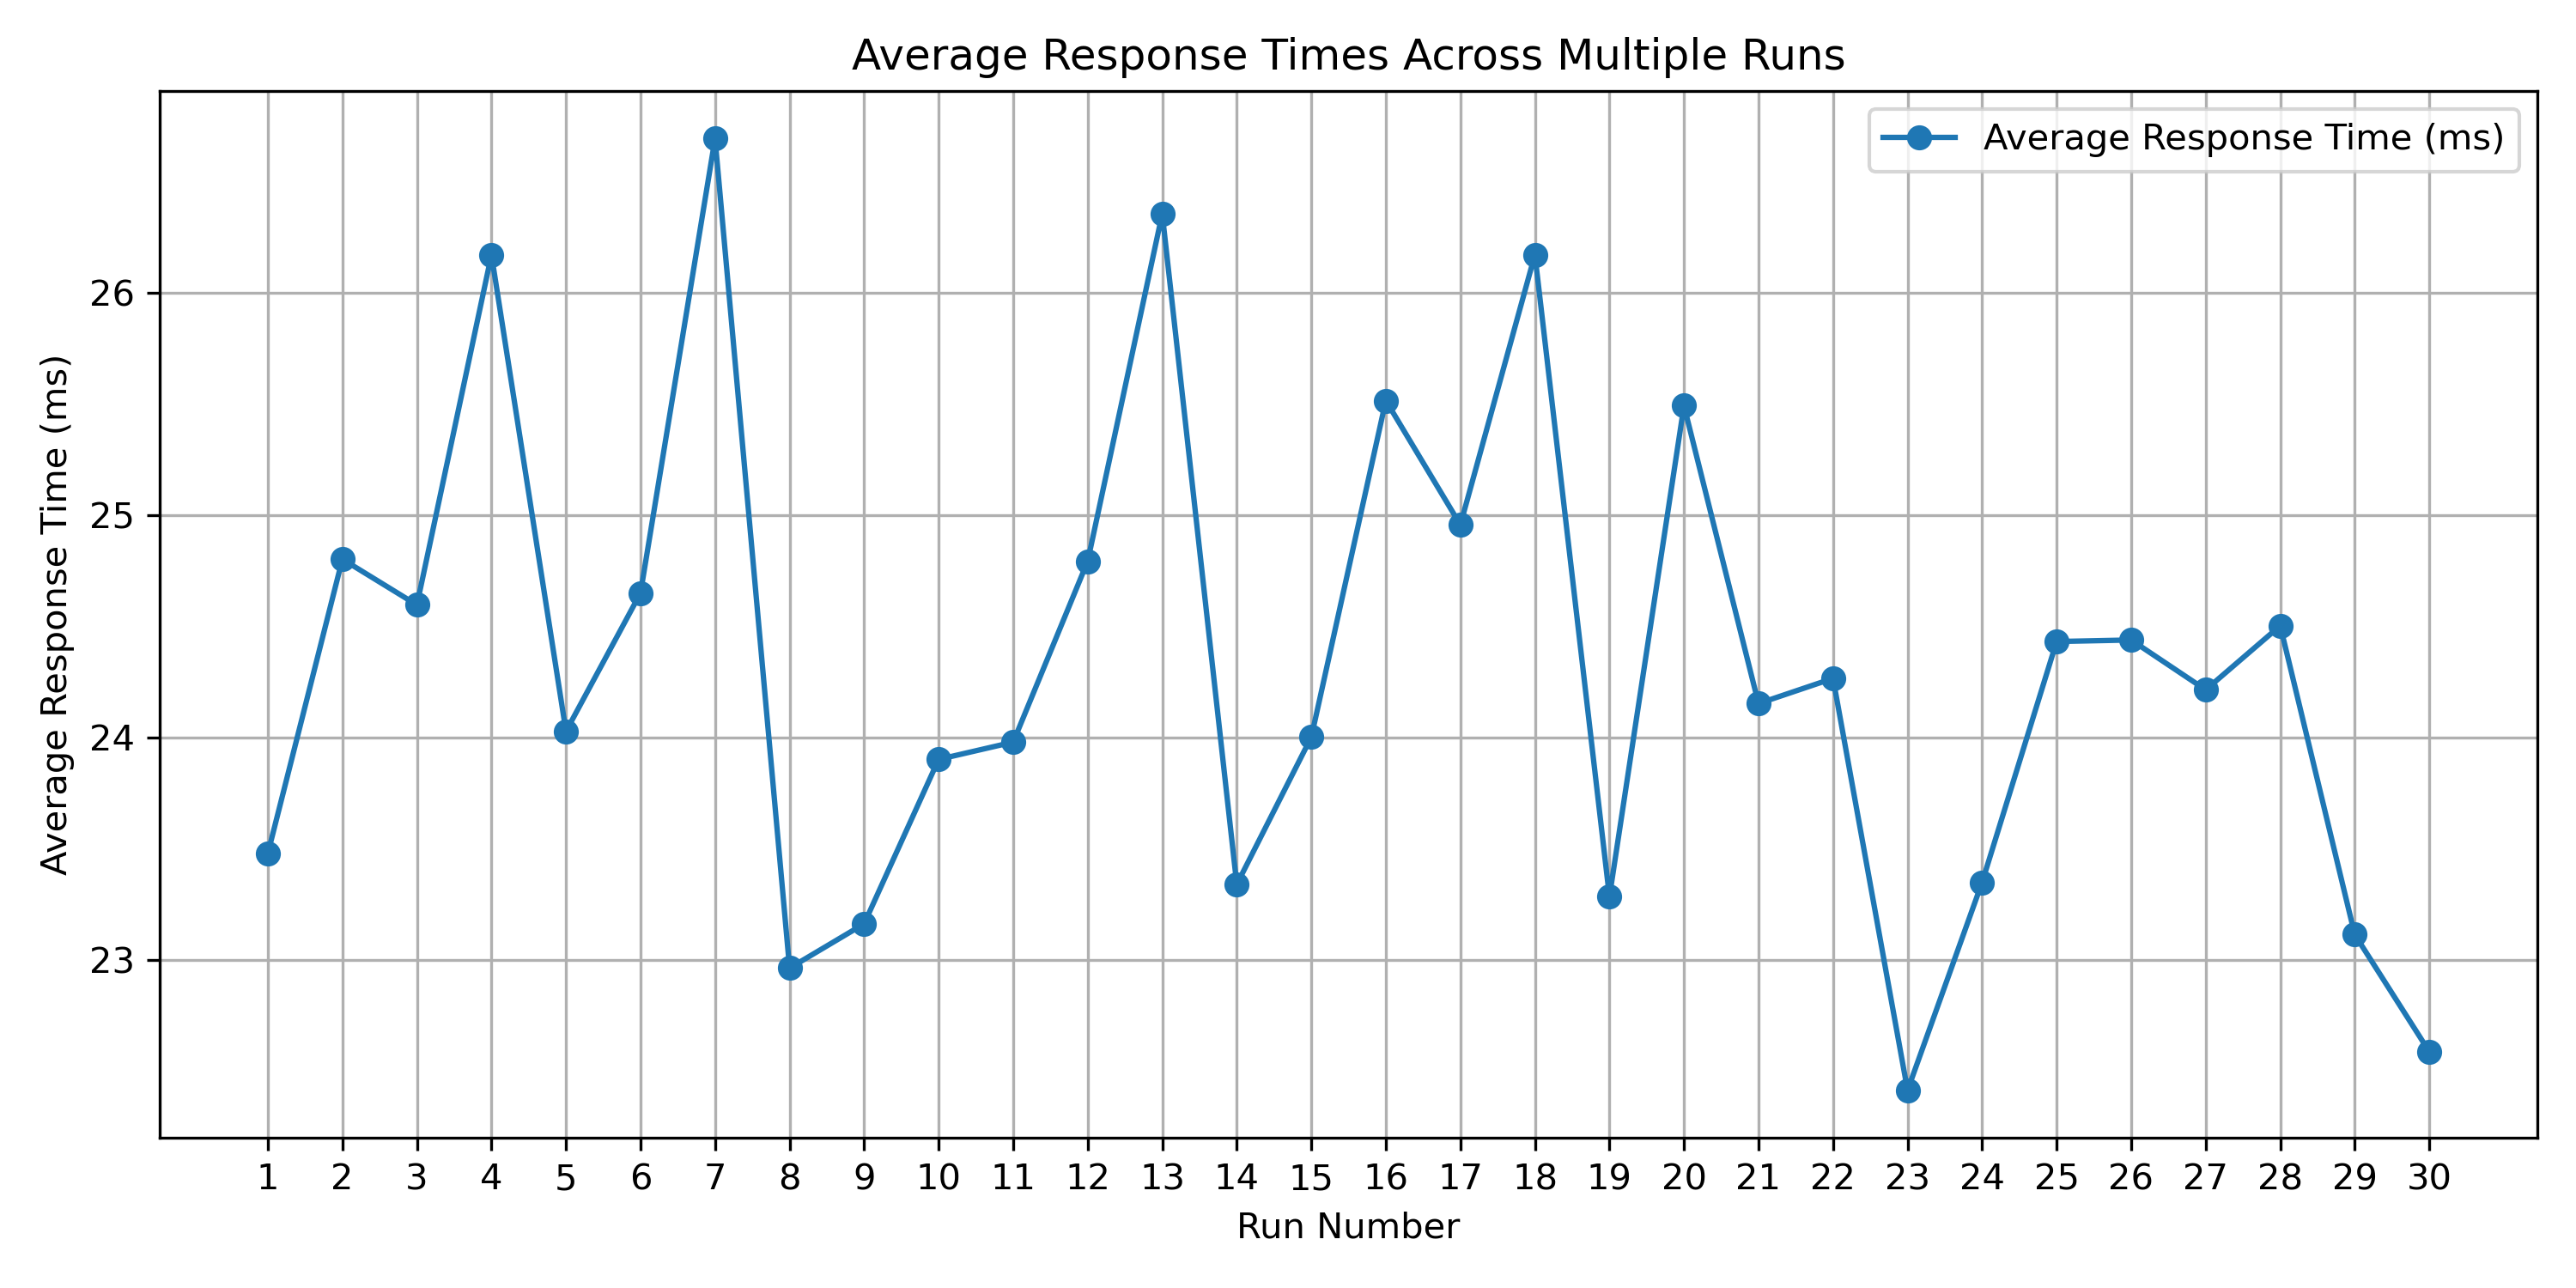 Average Response Times Across Multiple Runs
Average Response Time (ms)
26
25
24
23
Average Response Time (ms)
1 2 3 4 5 6 7 8 9 10 11 12 13 14 15 16 17 18 19 20 21 22 23 24 25 26 27 28 29 30
Run Number